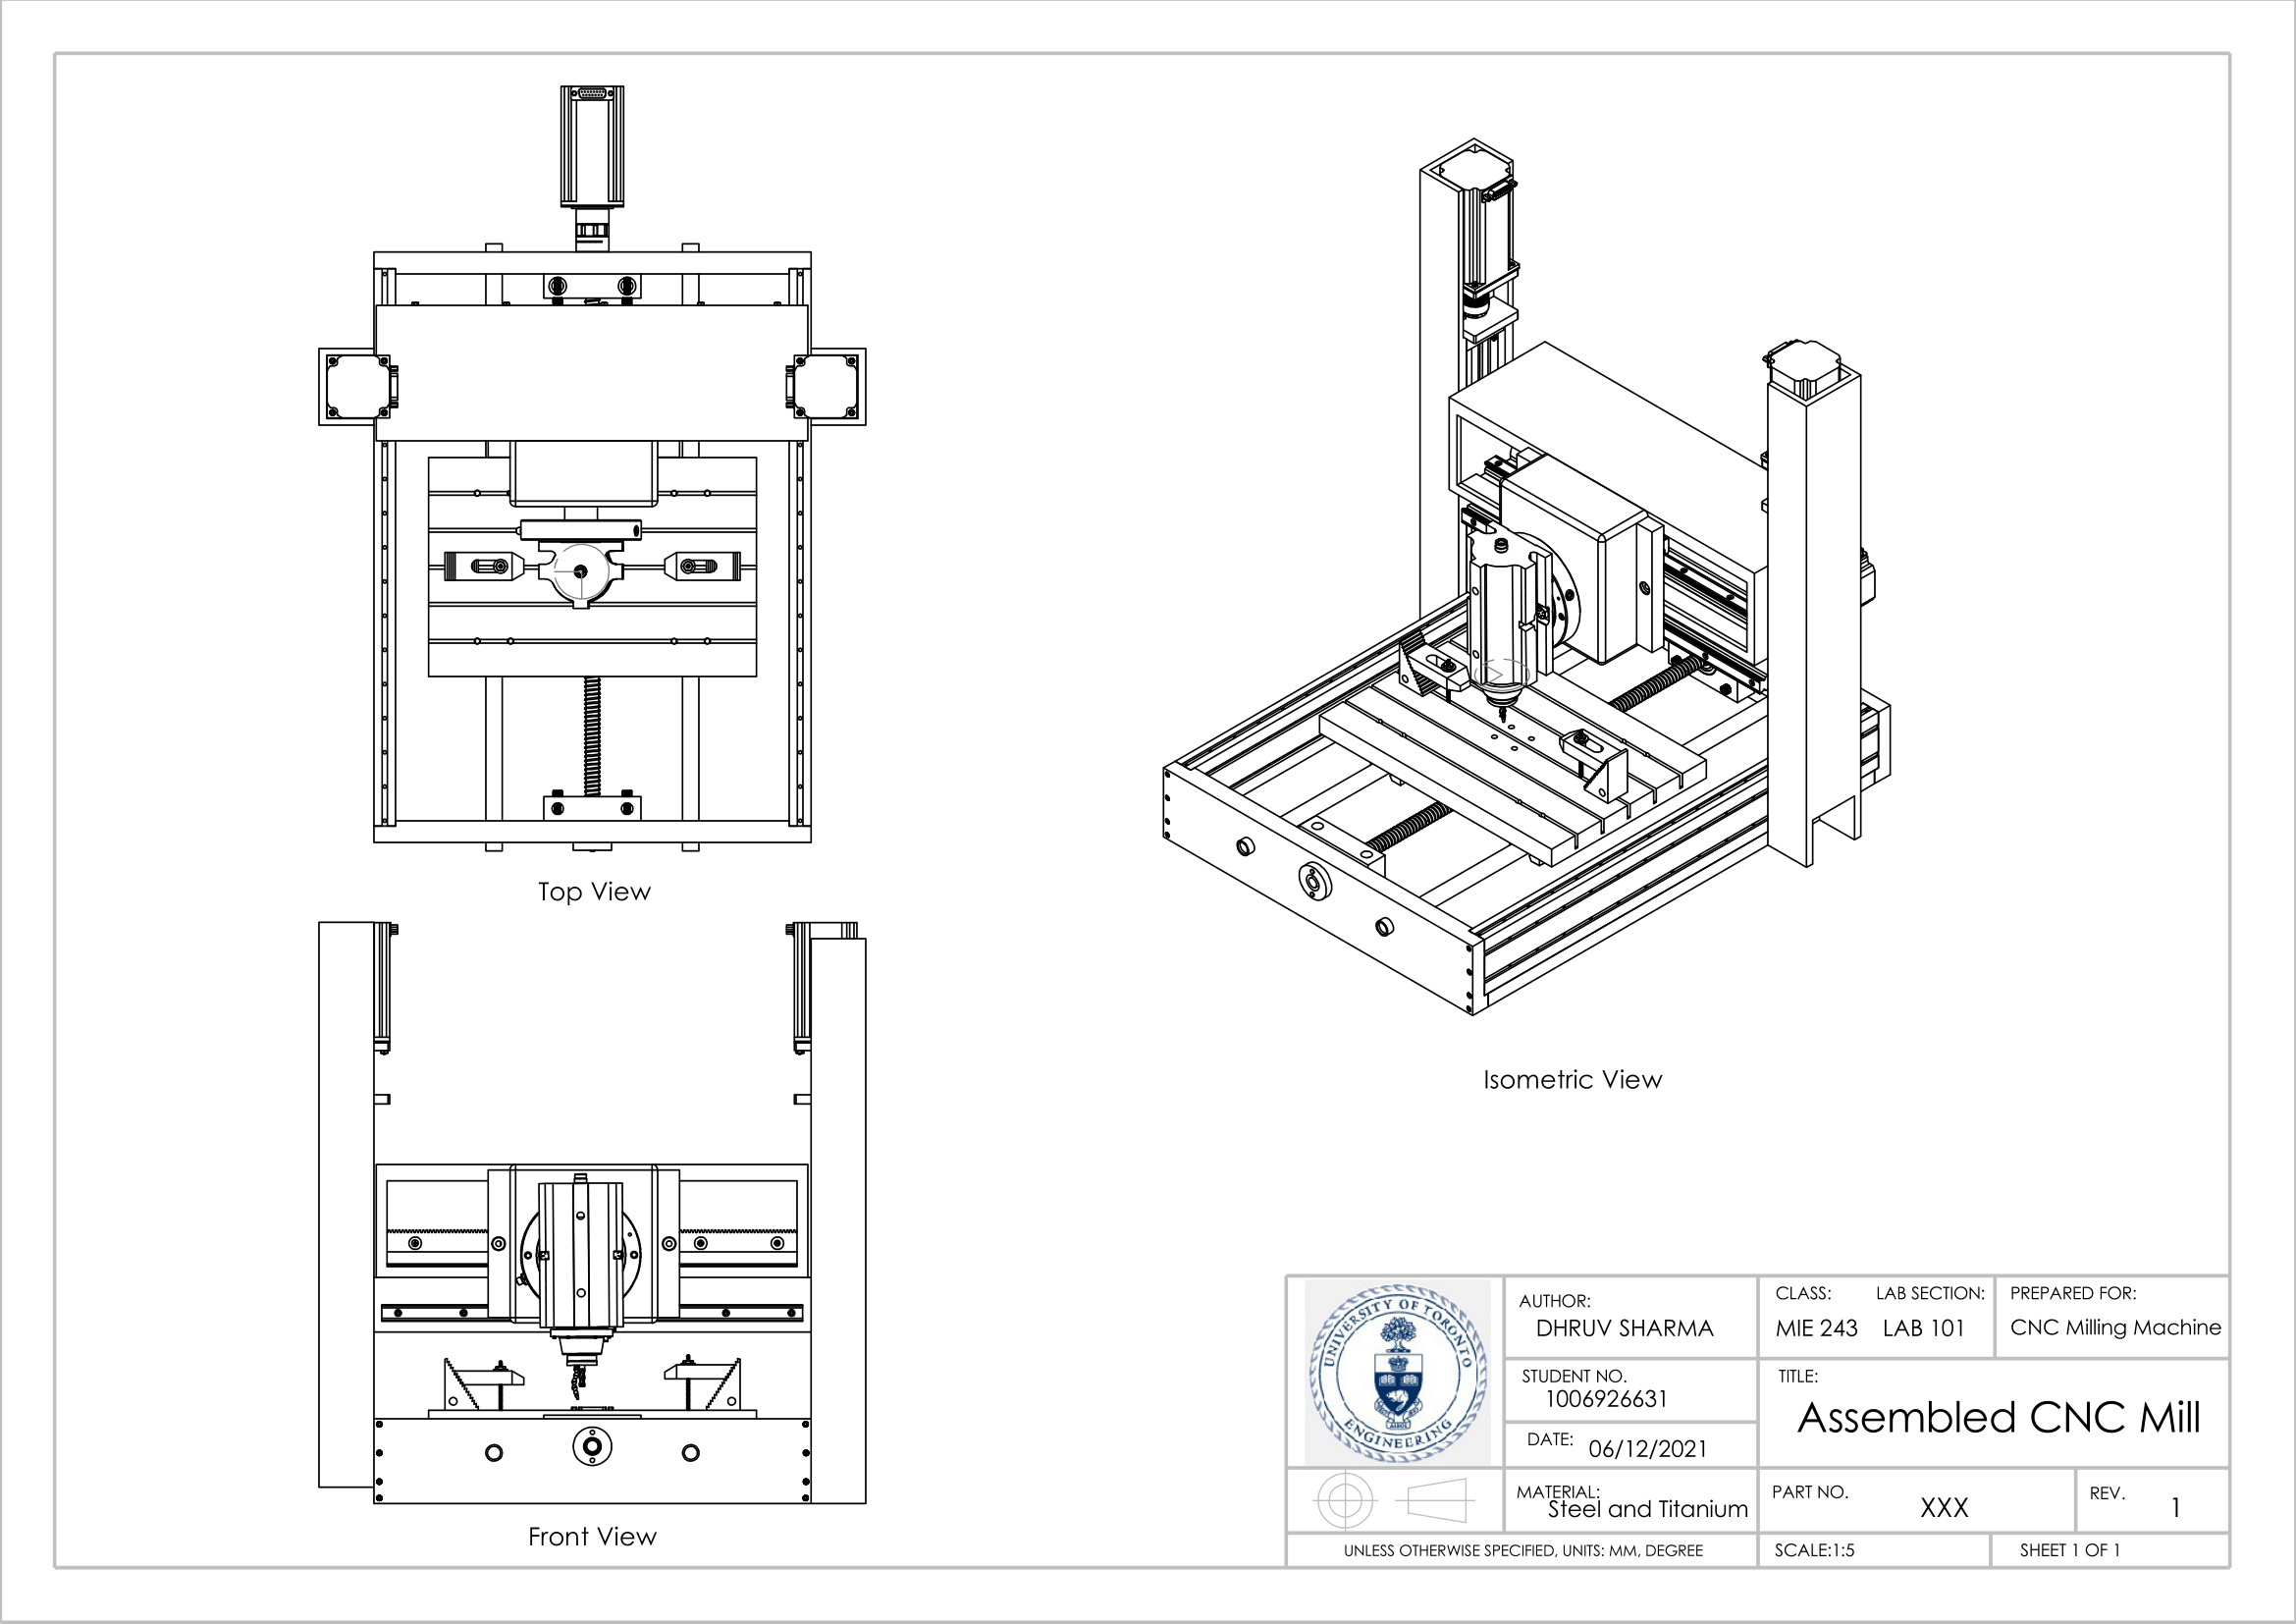 Top View
Isometric View
Front View
UNIVERSITY OF TORONTO
ENGINEERING
AUTHOR:
DHRUV SHARMA
CLASS: LAB SECTION:
MIE 243 LAB 101
PREPARED FOR:
CNC Milling Machine
STUDENT NO.
1006926631
DATE: 06/12/2021
TITLE:
Assembled CNC Mill
MATERIAL:
Steel and Titanium
PART NO. XXX
REV. 1
UNLESS OTHERWISE SPECIFIED, UNITS: MM, DEGREE
SCALE:1:5
SHEET 1 OF 1